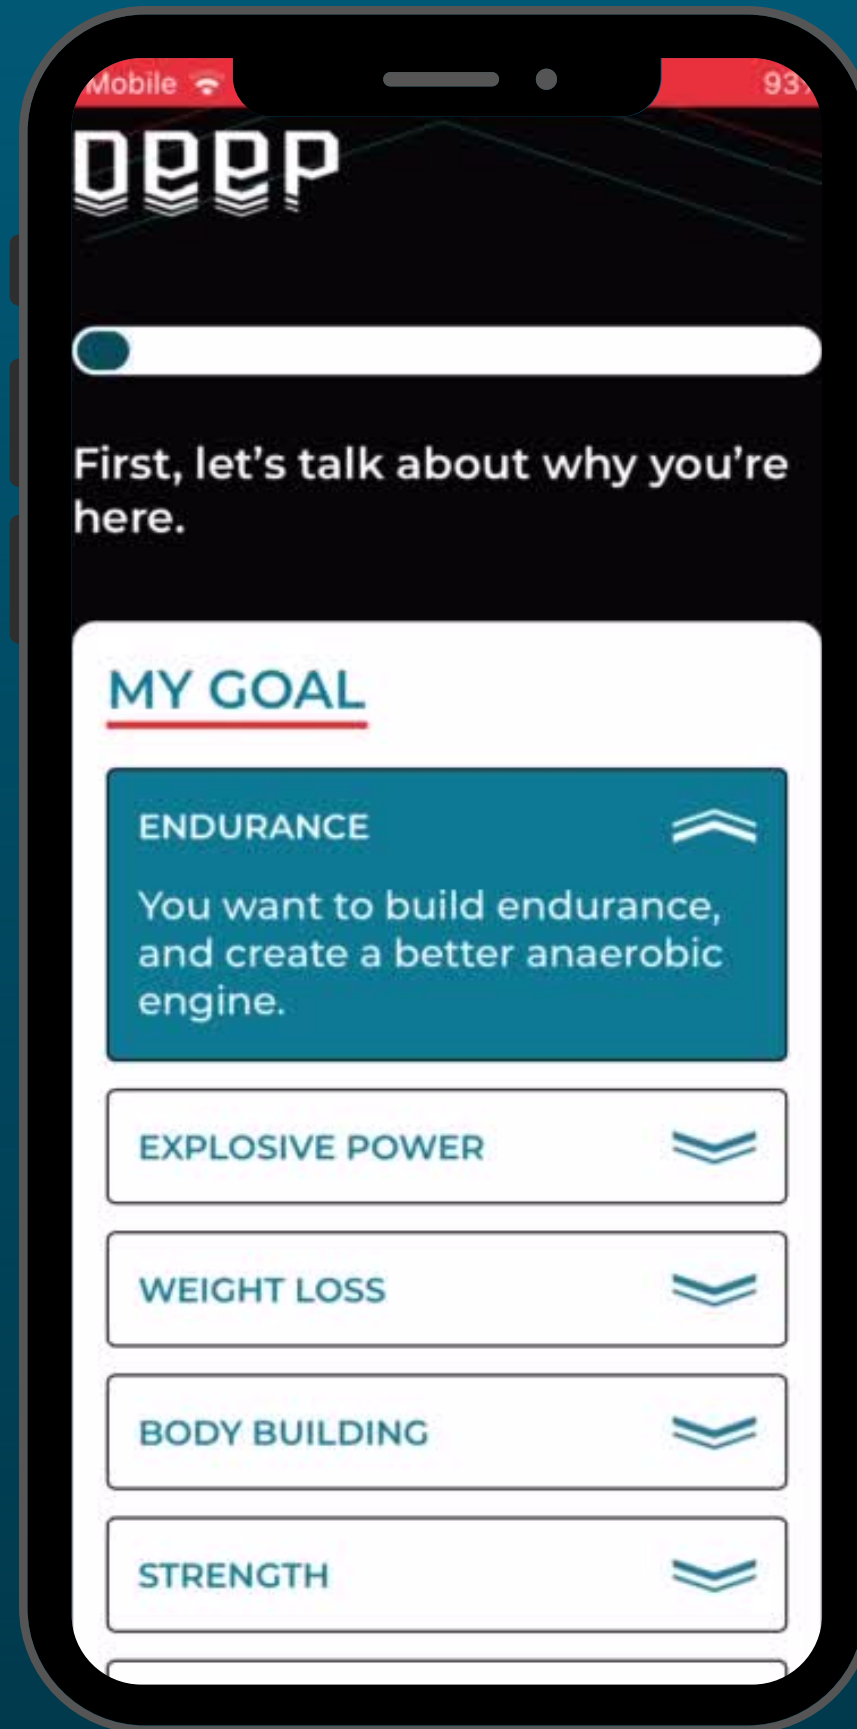 Mobile
DEEP
First, let's talk about why you're
here.
MY GOAL
ENDURANCE
You want to build endurance,
and create a better anaerobic
engine.
EXPLOSIVE POWER
WEIGHT LOSS
BODY BUILDING
STRENGTH